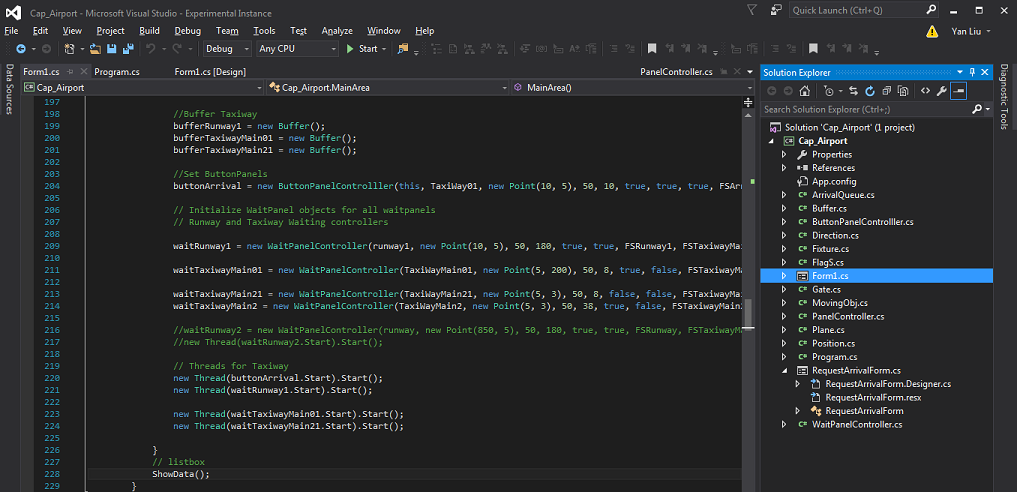 Cap_Airport - Microsoft Visual Studio - Experimental Instance
Quick Launch (Ctrl+Q)
File Edit View Project Build Debug Team Tools Test Analyze Window Help
Yan Liu
Debug Any CPU Start
Data Sources
Form1.cs Program.cs Form1.cs [Design] PanelController.cs
Cap_Airport Cap_Airport.MainArea MainArea()
197
198 //Buffer Taxiway
199 bufferRunway1 = new Buffer();
200 bufferTaxiwayMain01 = new Buffer();
201 bufferTaxiwayMain21 = new Buffer();
202
203 //Set ButtonPanels
204 buttonArrival = new ButtonPanelControlller(this, TaxiWay01, new Point(10, 5), 50, 10, true, true, true, FSArr
205
206 // Initialize WaitPanel objects for all waitpanels
207 // Runway and Taxiway Waiting controllers
208
209 waitRunway1 = new WaitPanelController(runway1, new Point(10, 5), 50, 180, true, true, FSRunway1, FSTaxiwayMai
210
211 waitTaxiwayMain01 = new WaitPanelController(TaxiWayMain01, new Point(5, 200), 50, 8, true, false, FSTaxiwayMa
212
213 waitTaxiwayMain21 = new WaitPanelController(TaxiWayMain21, new Point(5, 3), 50, 8, false, false, FSTaxiwayMai
214 waitTaxiwayMain2 = new WaitPanelController(TaxiWayMain2, new Point(5, 3), 50, 38, true, false, FSTaxiwayMain
215
216 //waitRunway2 = new WaitPanelController(runway, new Point(850, 5), 50, 180, true, true, FSRunway, FSTaxiwayMa
217 //new Thread(waitRunway2.Start).Start();
218
219 // Threads for Taxiway
220 new Thread(buttonArrival.Start).Start();
221 new Thread(waitRunway1.Start).Start();
222
223 new Thread(waitTaxiwayMain01.Start).Start();
224 new Thread(waitTaxiwayMain21.Start).Start();
225
226 }
227 // listbox
228 ShowData();
229 }
Solution Explorer
Search Solution Explorer (Ctrl+;)
Solution 'Cap_Airport' (1 project)
Cap_Airport
Properties
References
App.config
ArrivalQueue.cs
Buffer.cs
ButtonPanelControlller.cs
Direction.cs
Fixture.cs
FlagS.cs
Form1.cs
Gate.cs
MovingObj.cs
PanelController.cs
Plane.cs
Position.cs
Program.cs
RequestArrivalForm.cs
RequestArrivalForm.Designer.cs
RequestArrivalForm.resx
RequestArrivalForm
WaitPanelController.cs
Diagnostic Tools